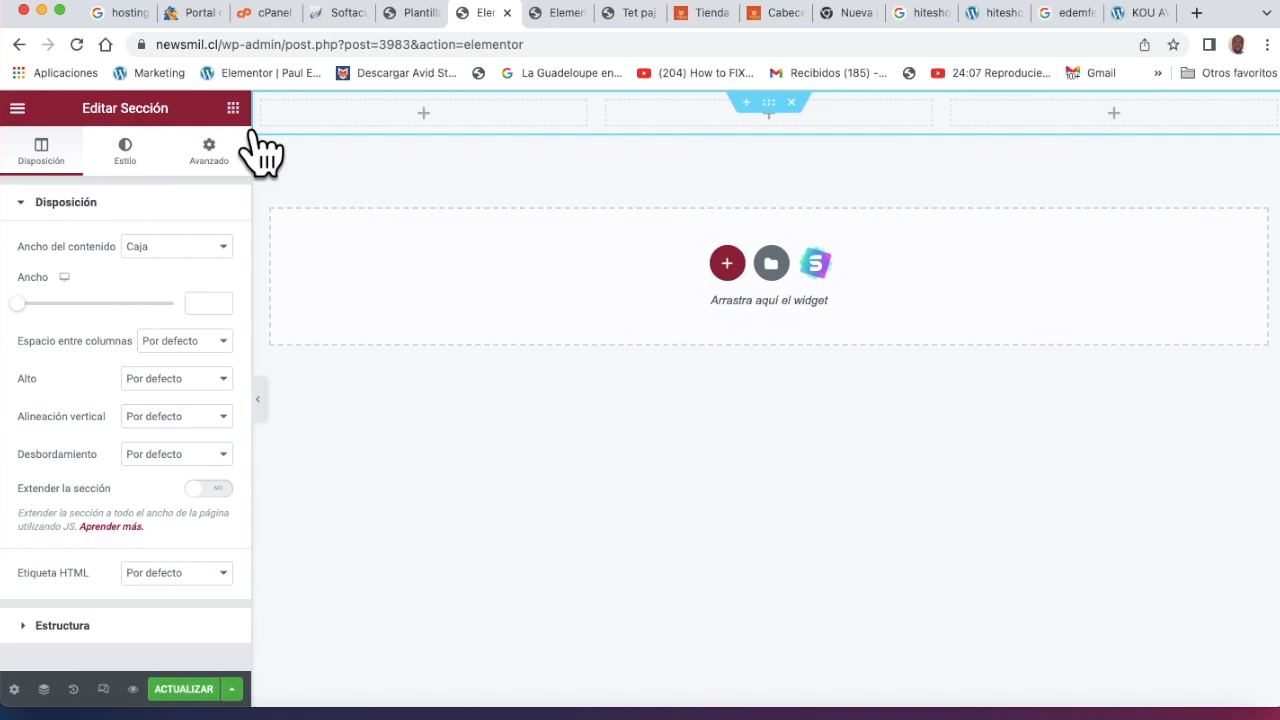 hosting
Portal d
cPanel
Softac
Plantill
Eler
Elemen
Tet paj
Tienda
Cabece
Nueva
hitesho
hitesho
edemfe
KOU A
newsmil.cl/wp-admin/post.php?post=3983&action=elementor
Aplicaciones
Marketing
Elementor | Paul E...
Descargar Avid St...
La Guadeloupe en...
(204) How to FIX...
Recibidos (185) -...
24:07 Reproducie...
Gmail
»
Otros favoritos
Editar Sección
Disposición
Estilo
Avanzado
Disposición
Ancho del contenido
Caja
Ancho
Espacio entre columnas
Por defecto
Alto
Por defecto
Alineación vertical
Por defecto
Desbordamiento
Por defecto
Extender la sección
NO
Extender la sección a todo el ancho de la página
utilizando JS. Aprender más.
Etiqueta HTML
Por defecto
Estructura
ACTUALIZAR
Arrastra aquí el widget